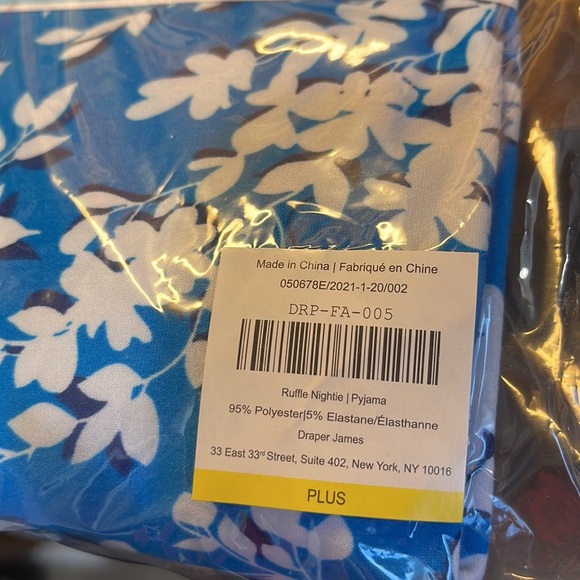 Made in China | Fabriqué en Chine
050678E/2021-1-20/002
DRP-FA-005
Ruffle Nightie | Pyjama
95% Polyester|5% Elastane/Élasthanne
Draper James
33 East 33rd Street, Suite 402, New York, NY 10016
PLUS